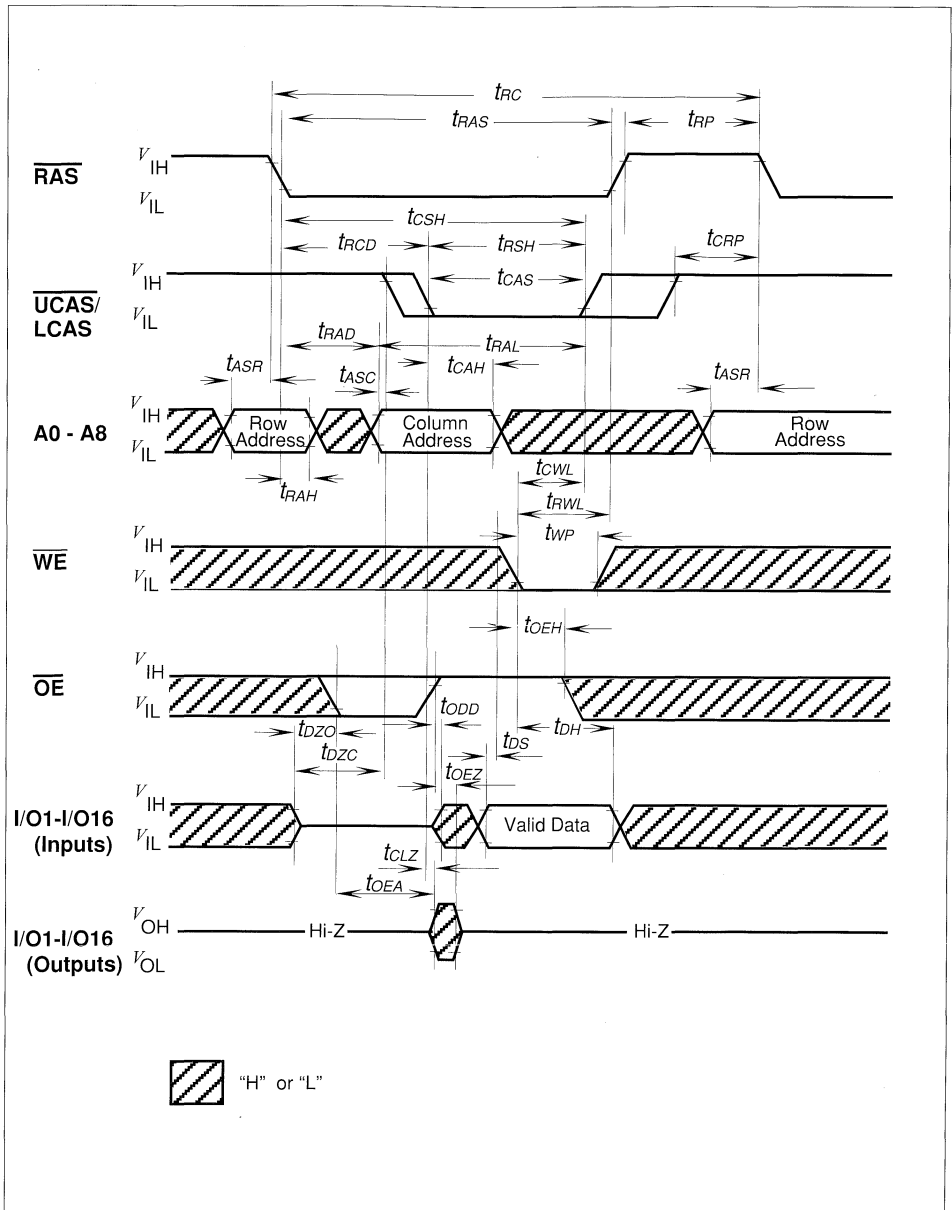 tRC
tRAS
tRP
RAS
VIH
VIL
tCSH
tRCD
tRSH
tCRP
tCAS
UCAS/
LCAS
VIH
VIL
tRAD
tRAL
tASR
tASC
tCAH
tASR
A0 - A8
VIH
VIL
Row
Address
Column
Address
Row
Address
tRAH
tCWL
tRWL
tWP
WE
VIH
VIL
tOEH
OE
VIH
VIL
tODD
tDZO
tDS
tDH
tDZC
tOEZ
I/O1-I/O16
(Inputs)
VIH
VIL
Valid Data
tCLZ
tOEA
I/O1-I/O16
(Outputs)
VOH
VOL
Hi-Z
Hi-Z
"H" or "L"